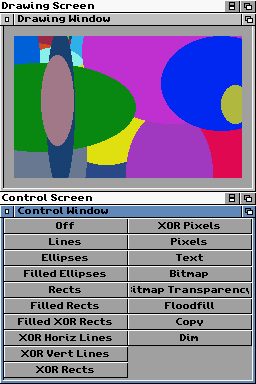 Drawing Screen
Drawing Window
Control Screen
Control Window
Off
XOR Pixels
Lines
Pixels
Ellipses
Text
Filled Ellipses
Bitmap
Rects
Bitmap Transparency
Filled Rects
Floodfill
Filled XOR Rects
Copy
XOR Horiz Lines
Dim
XOR Vert Lines
XOR Rects